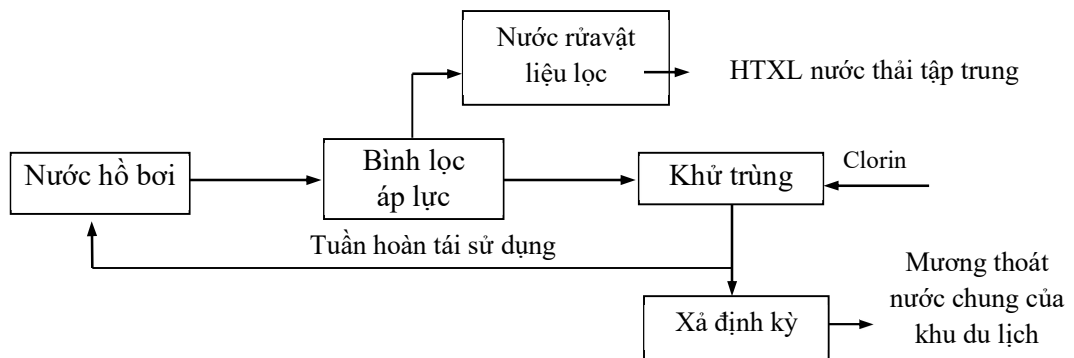 Nước rửavật
liệu lọc
HTXL nước thải tập trung
Nước hồ bơi
Bình lọc
áp lực
Khử trùng
Clorin
Tuần hoàn tái sử dụng
Xả định kỳ
Mương thoát
nước chung của
khu du lịch